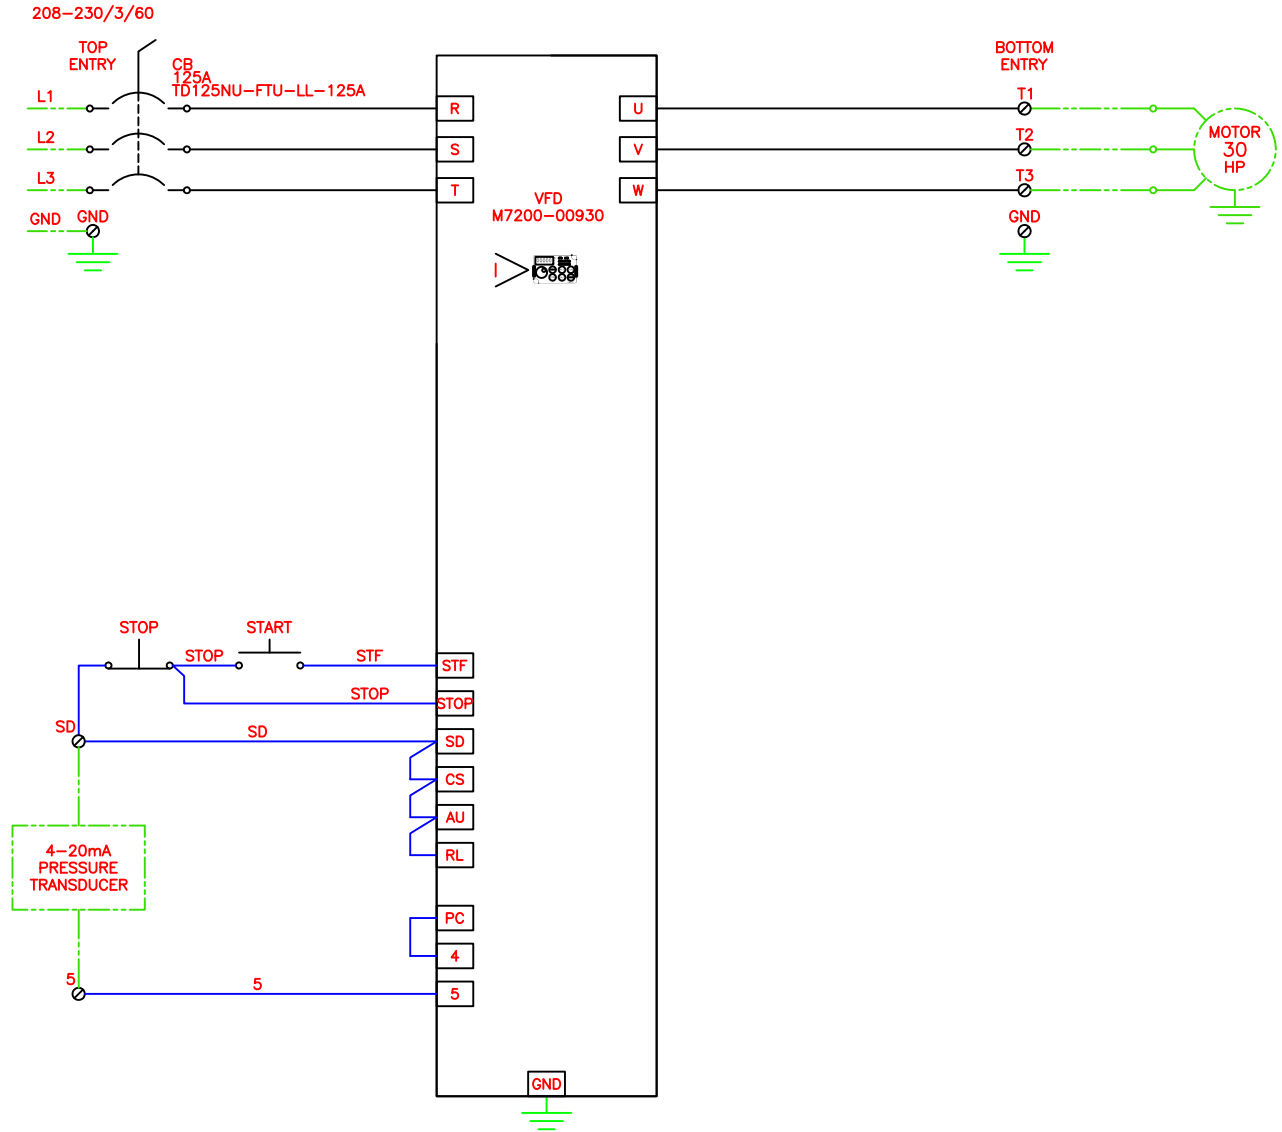 208-230/3/60
TOP
ENTRY
CB
125A
TD125NU-FTU-LL-125A
BOTTOM
ENTRY
L1
R
U
T1
L2
S
V
T2
MOTOR
30
HP
L3
T
W
T3
VFD
M7200-00930
GND
GND
GND
I
STOP
START
STOP
STF
STF
STOP
STOP
SD
SD
SD
CS
AU
RL
4-20mA
PRESSURE
TRANSDUCER
PC
4
5
5
5
GND